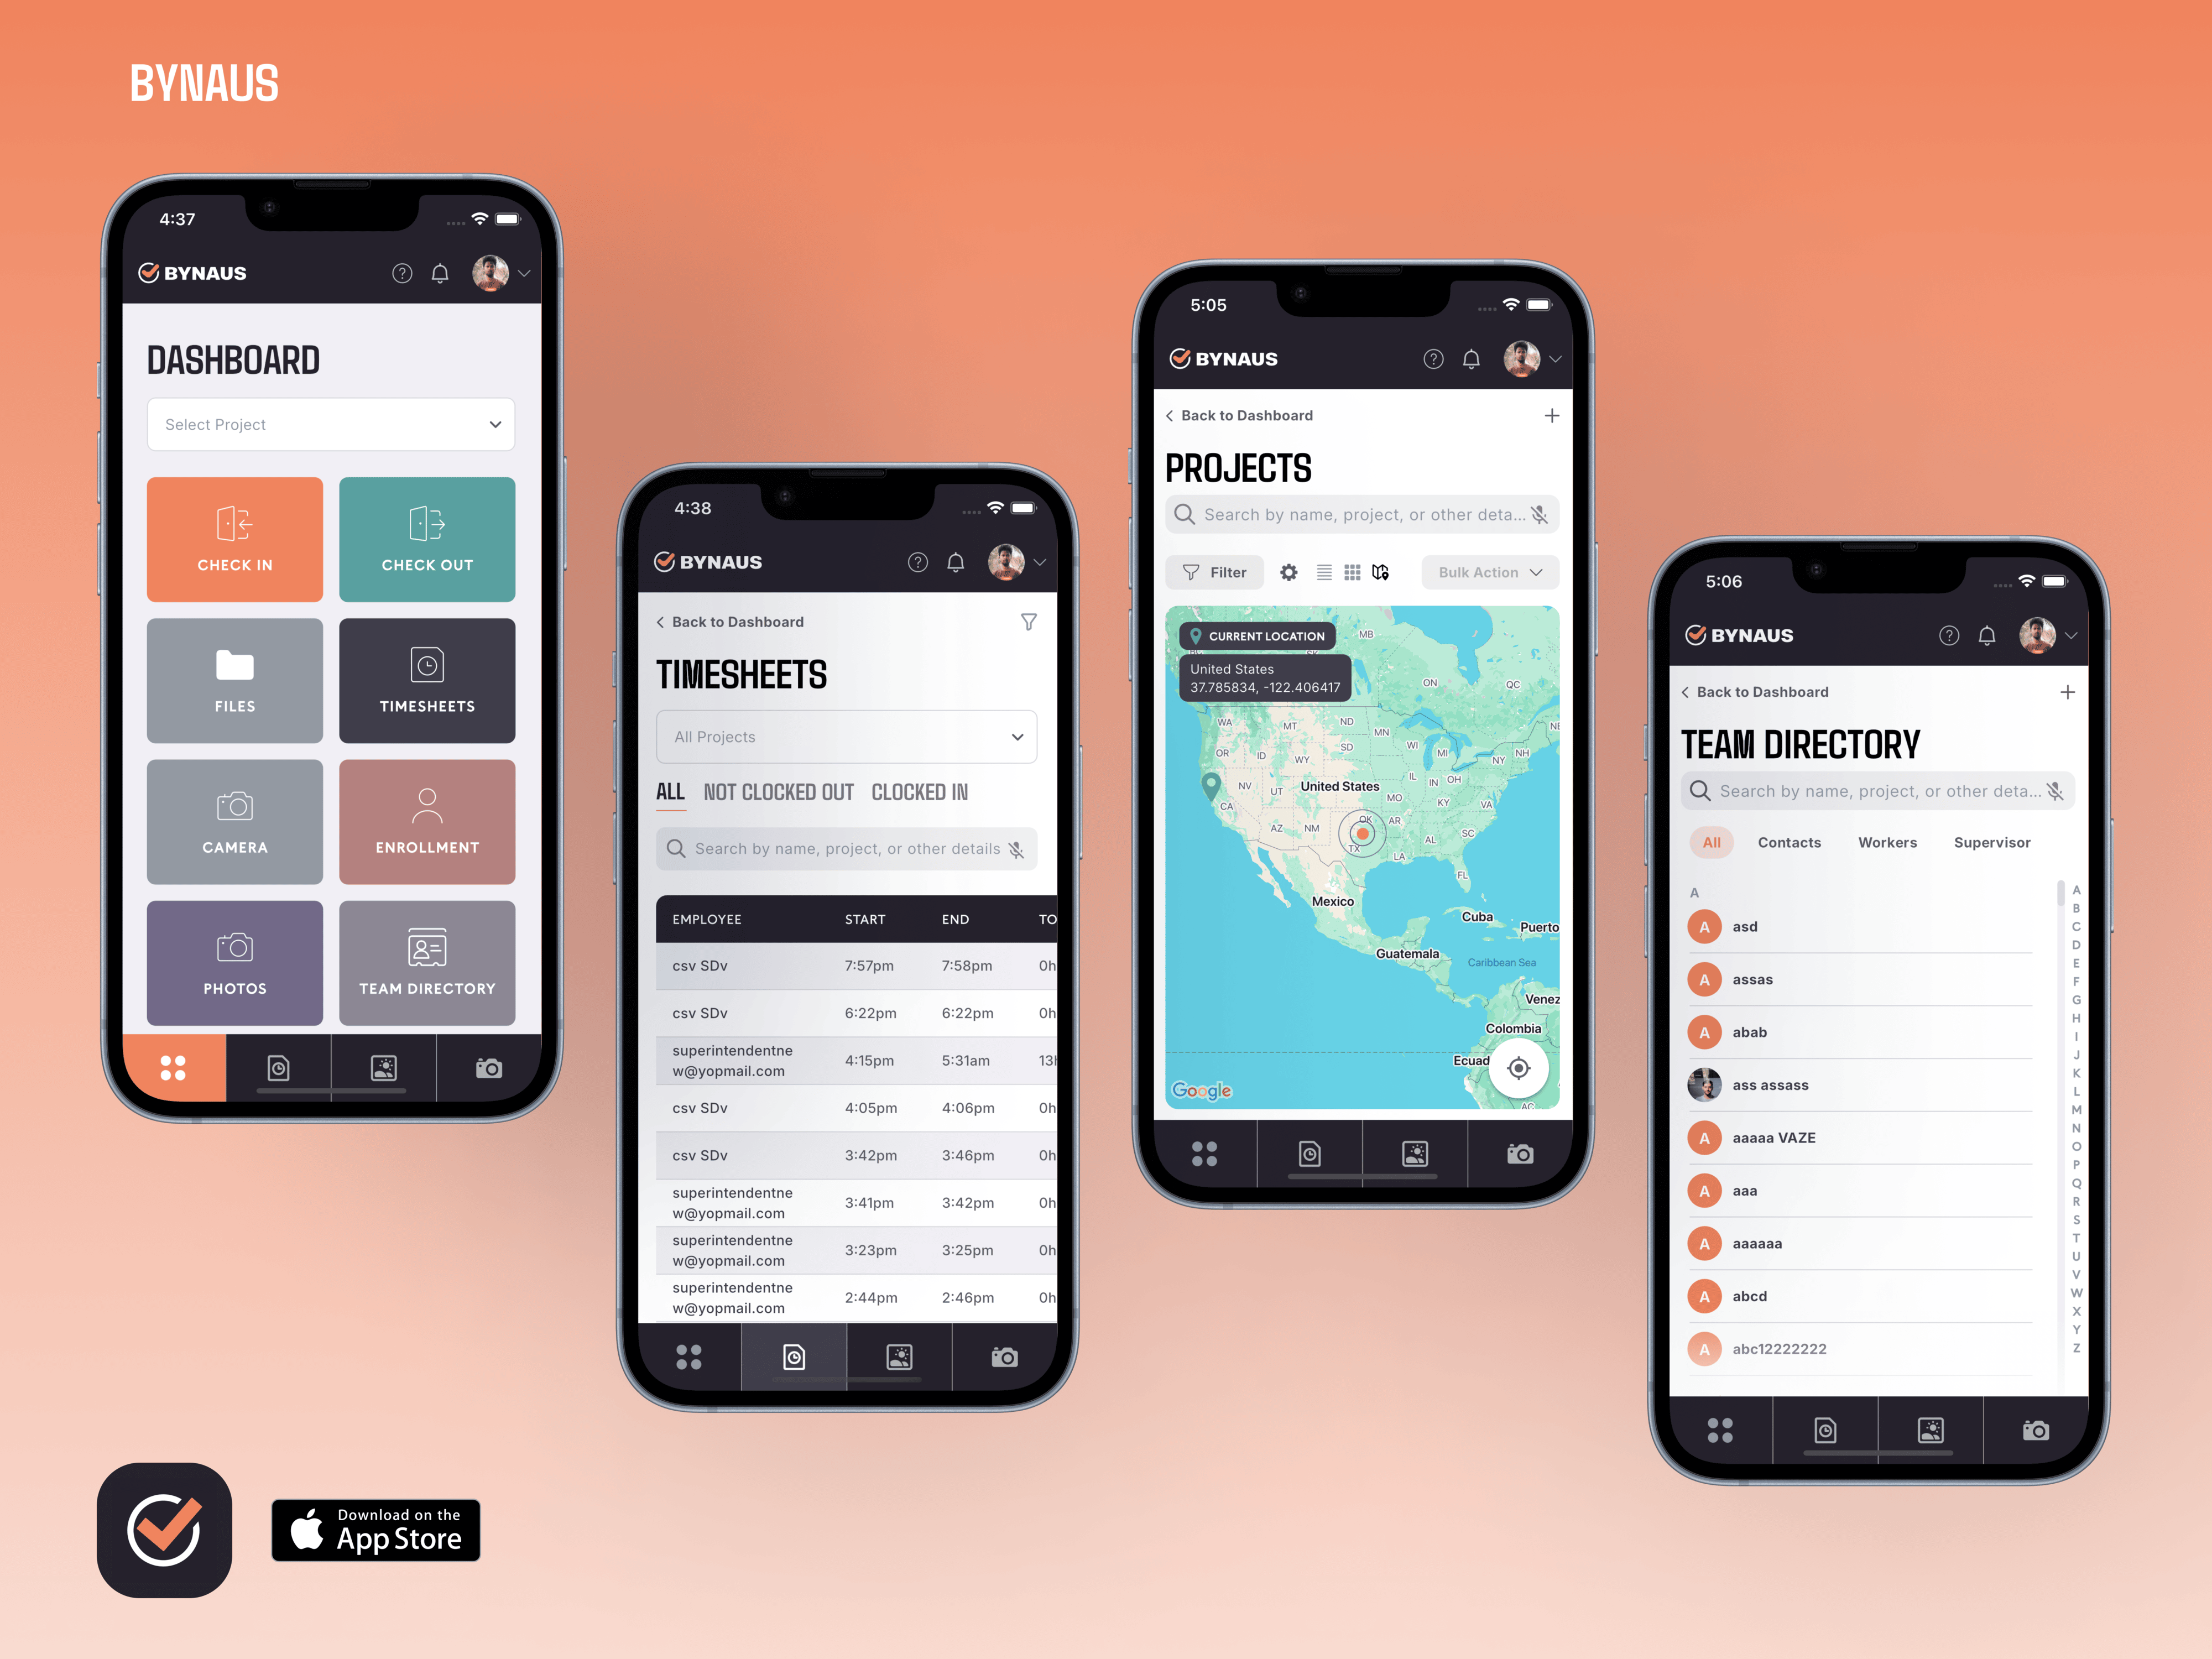 BYNAUS
4:37
BYNAUS
DASHBOARD
Select Project
CHECK IN
CHECK OUT
FILES
TIMESHEETS
CAMERA
ENROLLMENT
PHOTOS
TEAM DIRECTORY
4:38
BYNAUS
Back to Dashboard
TIMESHEETS
All Projects
ALL NOT CLOCKED OUT CLOCKED IN
Search by name, project, or other details
EMPLOYEE START END TO
csv SDv 7:57pm 7:58pm 0h
csv SDv 6:22pm 6:22pm 0h
superintendentne
w@yopmail.com 4:15pm 5:31am 13h
csv SDv 4:05pm 4:06pm 0h
csv SDv 3:42pm 3:46pm 0h
superintendentne
w@yopmail.com 3:41pm 3:42pm 0h
superintendentne
w@yopmail.com 3:23pm 3:25pm 0h
superintendentne
w@yopmail.com 2:44pm 2:46pm 0h
5:05
BYNAUS
Back to Dashboard
PROJECTS
Search by name, project, or other deta...
Filter
Bulk Action
CURRENT LOCATION
United States
37.785834, -122.406417
MB
ON
QC
WA
MT
ND
MN
NE
OR
ID
WY
SD
WI
MI
NY
NH
NV
UT
United States
IL
IN
OH
CA
MO
KY
VA
AZ
NM
OK
AR
AL
SC
TX
LA
FL
Mexico
Cuba
Puerto
Guatemala
Caribbean Sea
Venez
Colombia
Ecuad
AC
Google
5:06
BYNAUS
Back to Dashboard
TEAM DIRECTORY
Search by name, project, or other deta...
All Contacts Workers Supervisor
A
A asd
A assas
A abab
ass assass
A aaaaa VAZE
A aaa
A aaaaaa
A abcd
A abc12222222
A
B
C
D
E
F
G
H
I
J
K
L
M
N
O
P
Q
R
S
T
U
V
W
X
Y
Z
Download on the
App Store